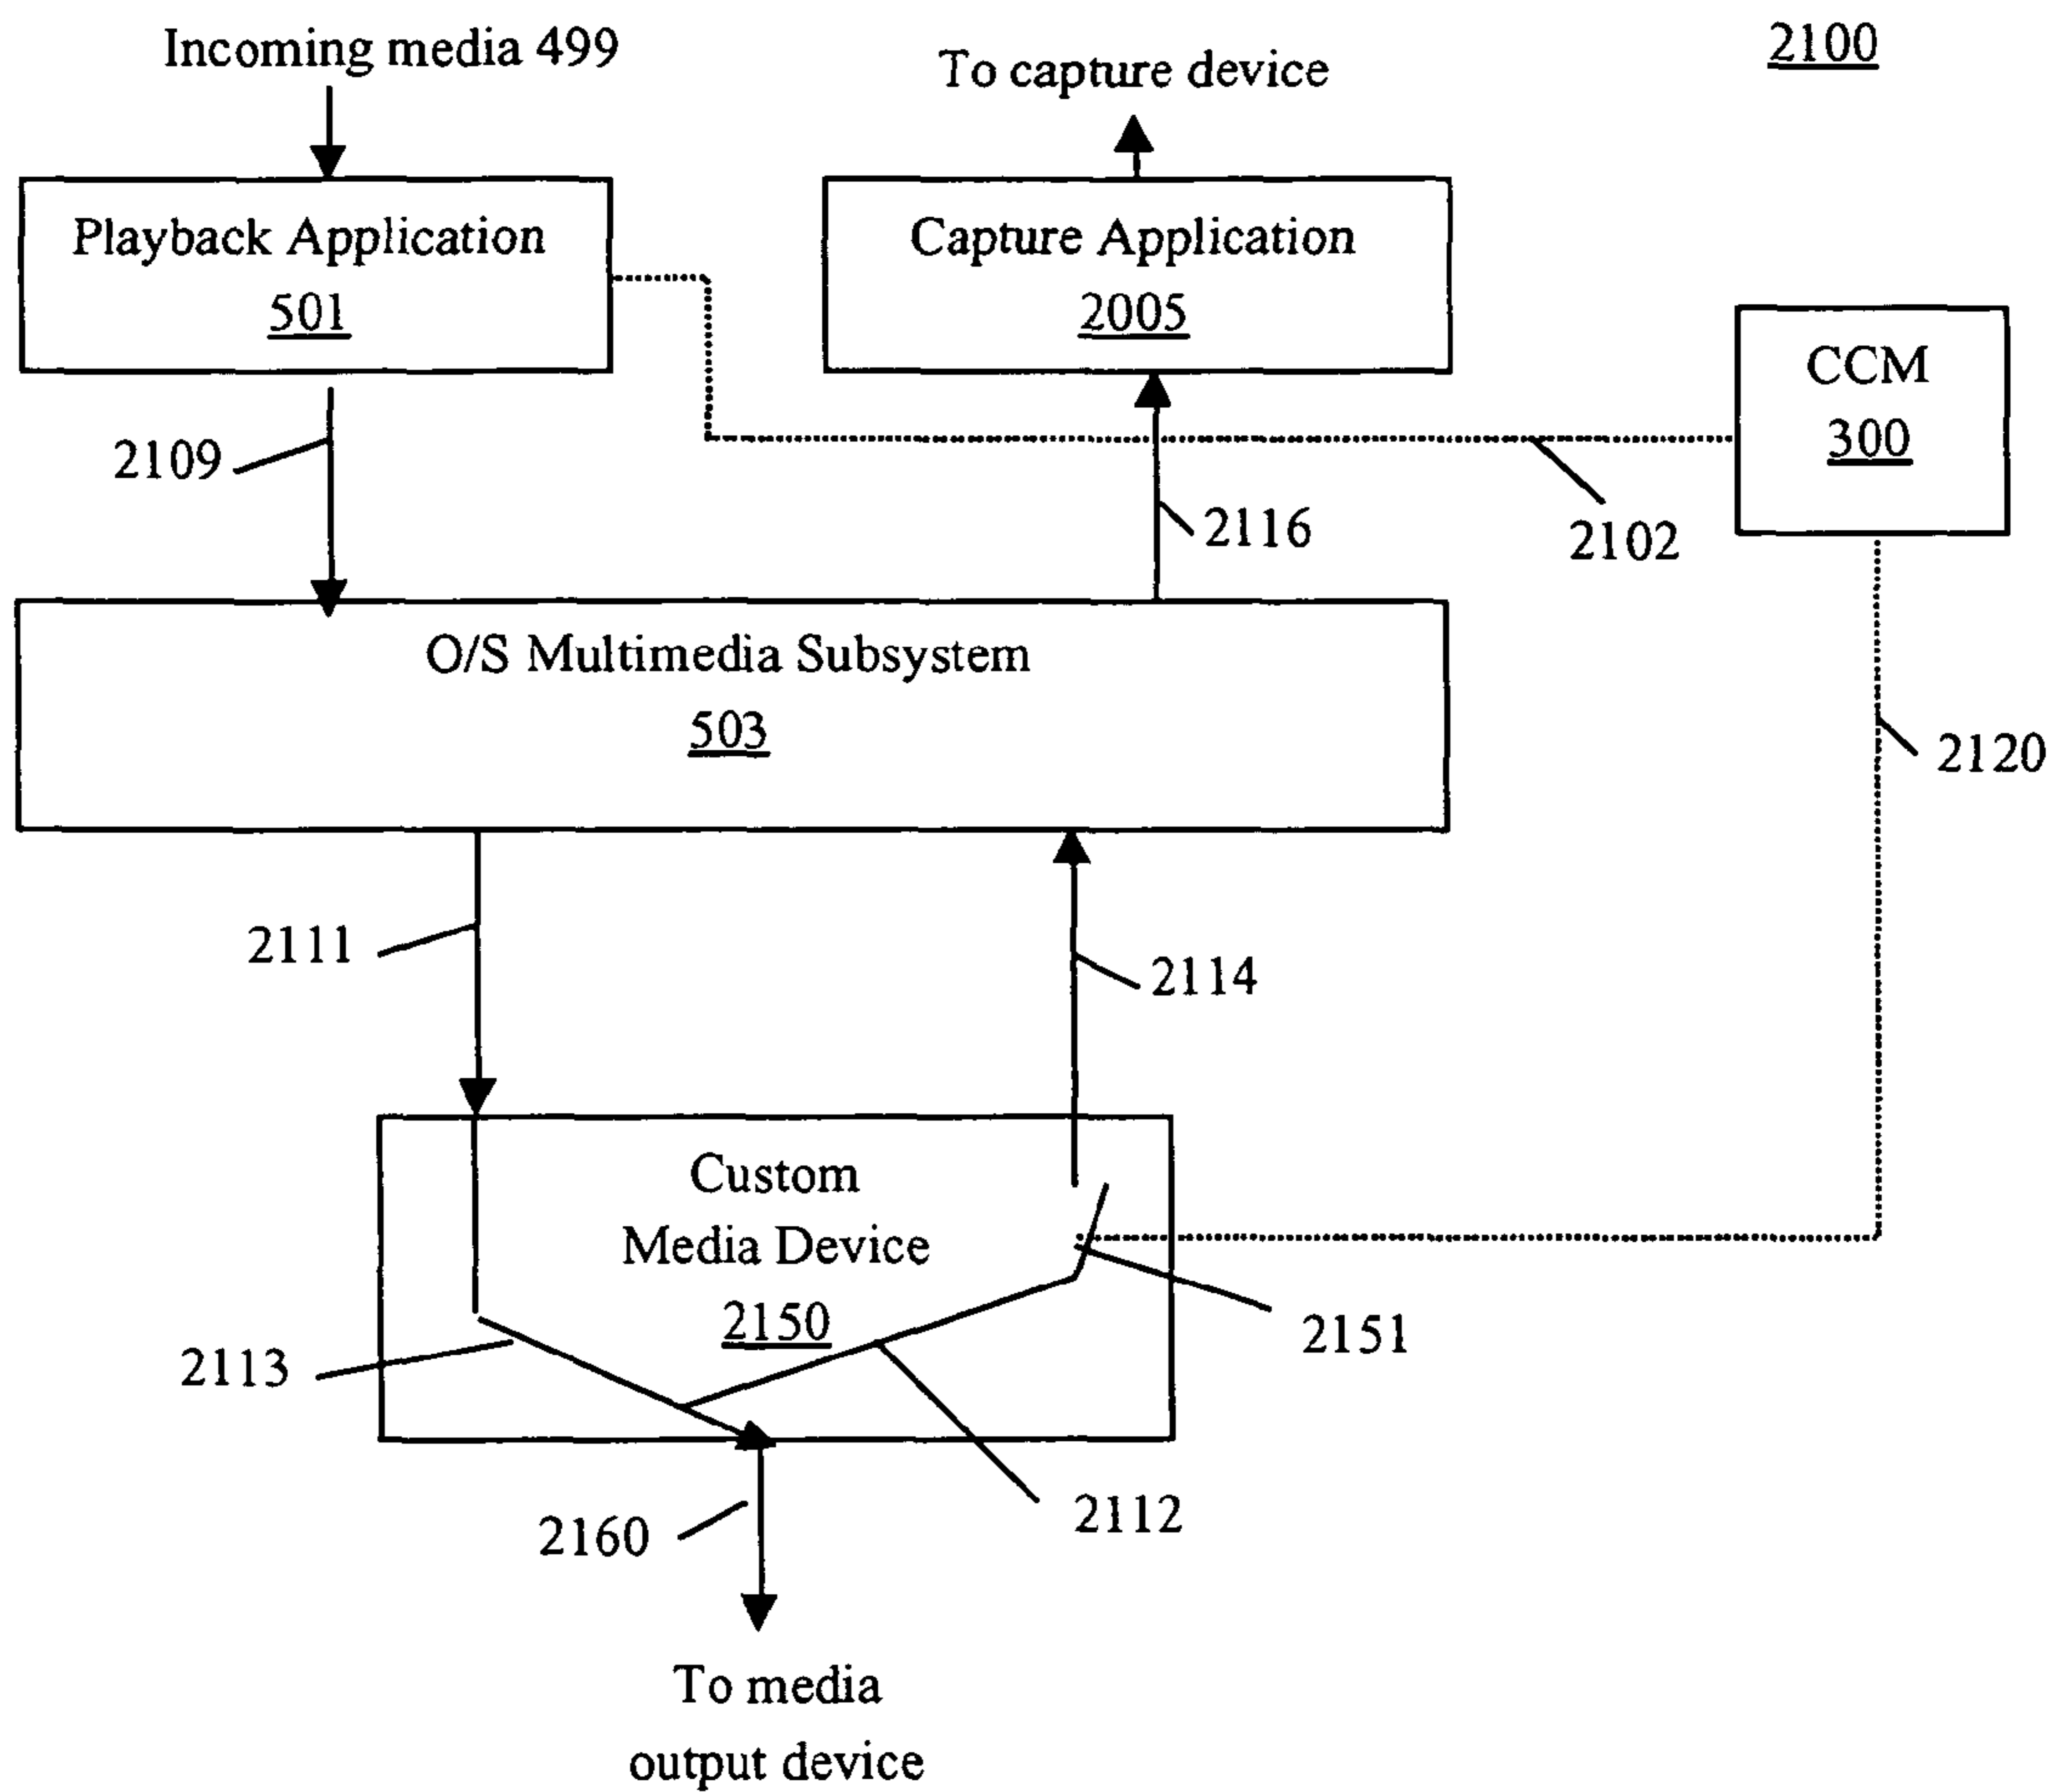 Incoming media 499
To capture device
2100
Playback Application
501
Capture Application
2005
CCM
300
2109
2116
2102
O/S Multimedia Subsystem
503
2120
2111
2114
Custom
Media Device
2150
2113
2151
2160
2112
To media
output device